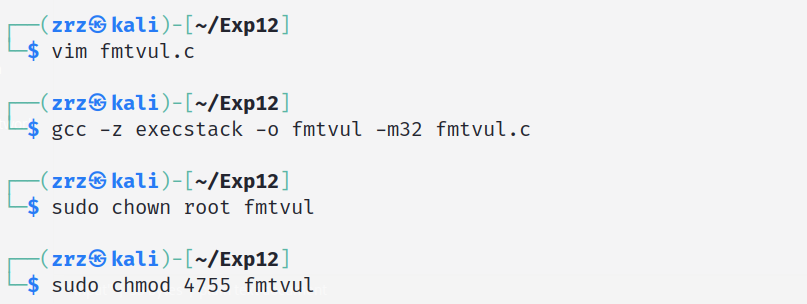 ┌──(zrz㉿kali)-[~/Exp12]
└─$ vim fmtvul.c
┌──(zrz㉿kali)-[~/Exp12]
└─$ gcc -z execstack -o fmtvul -m32 fmtvul.c
┌──(zrz㉿kali)-[~/Exp12]
└─$ sudo chown root fmtvul
┌──(zrz㉿kali)-[~/Exp12]
└─$ sudo chmod 4755 fmtvul